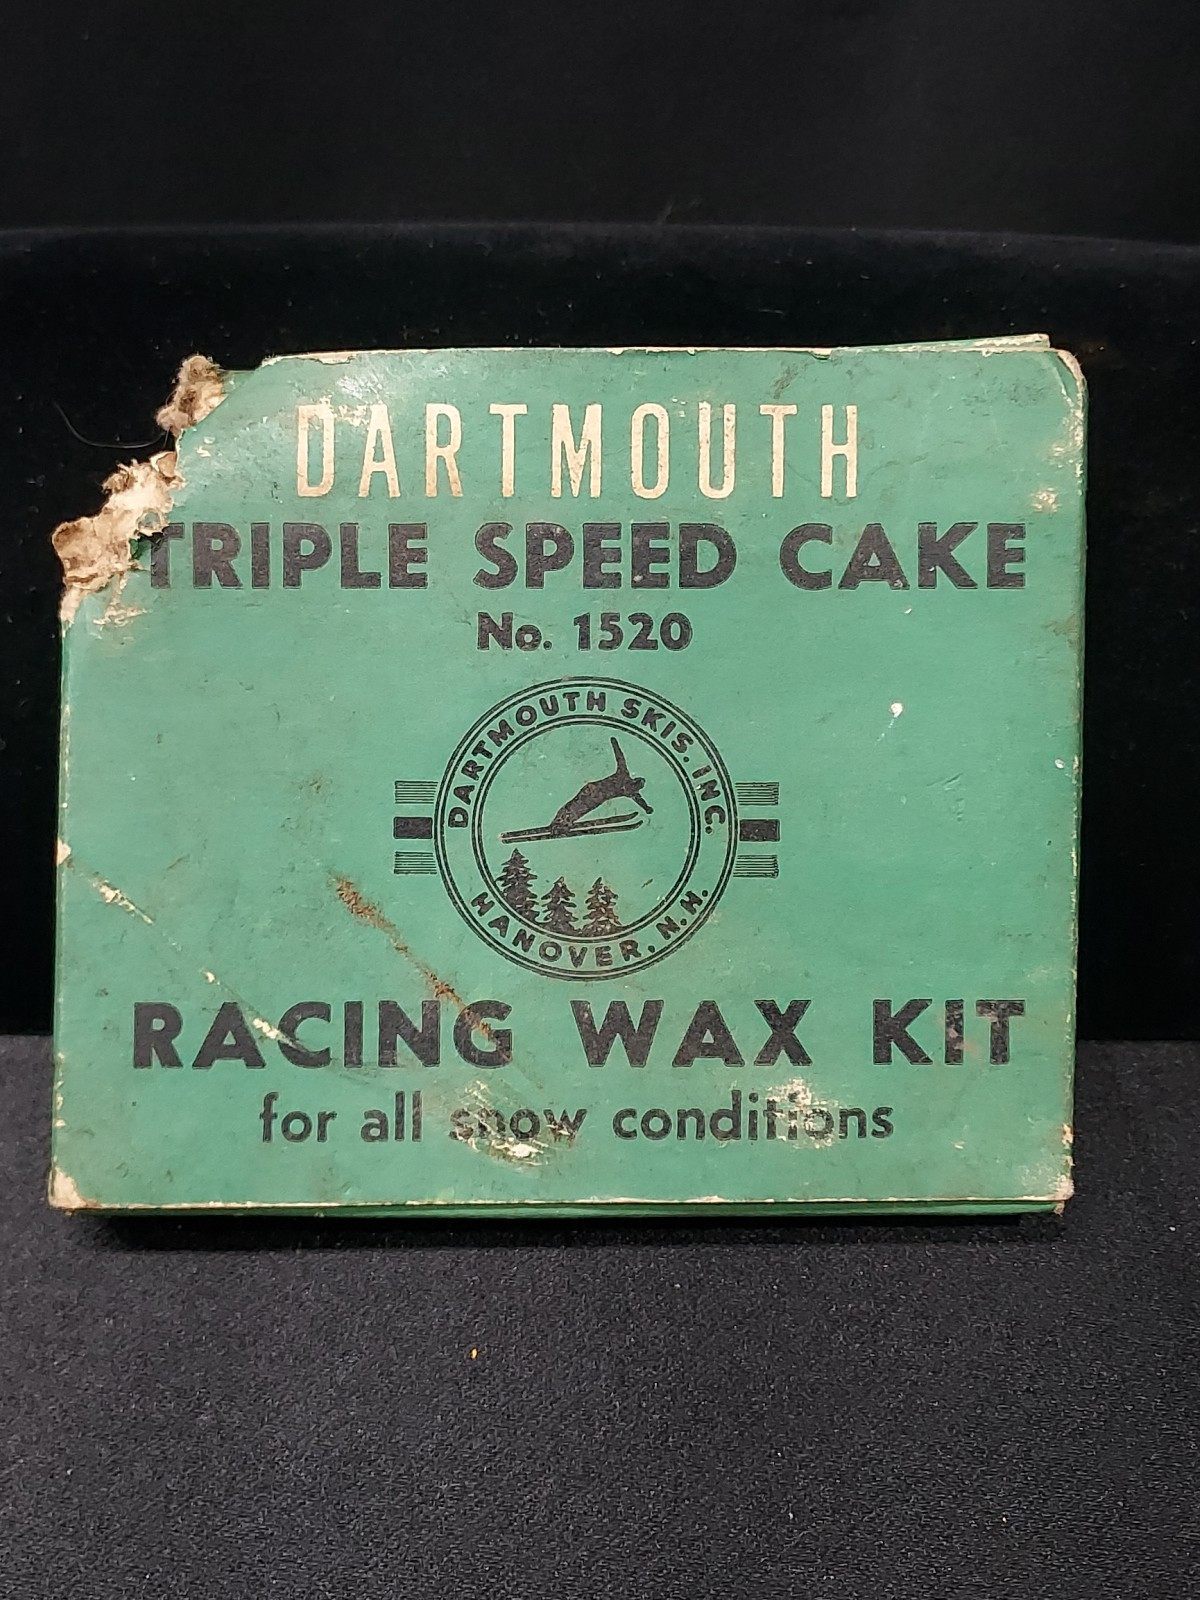 DARTMOUTH
TRIPLE SPEED CAKE
No. 1520
DARTMOUTH SKIS, INC.
HANOVER, N.H.
RACING WAX KIT
for all snow conditions